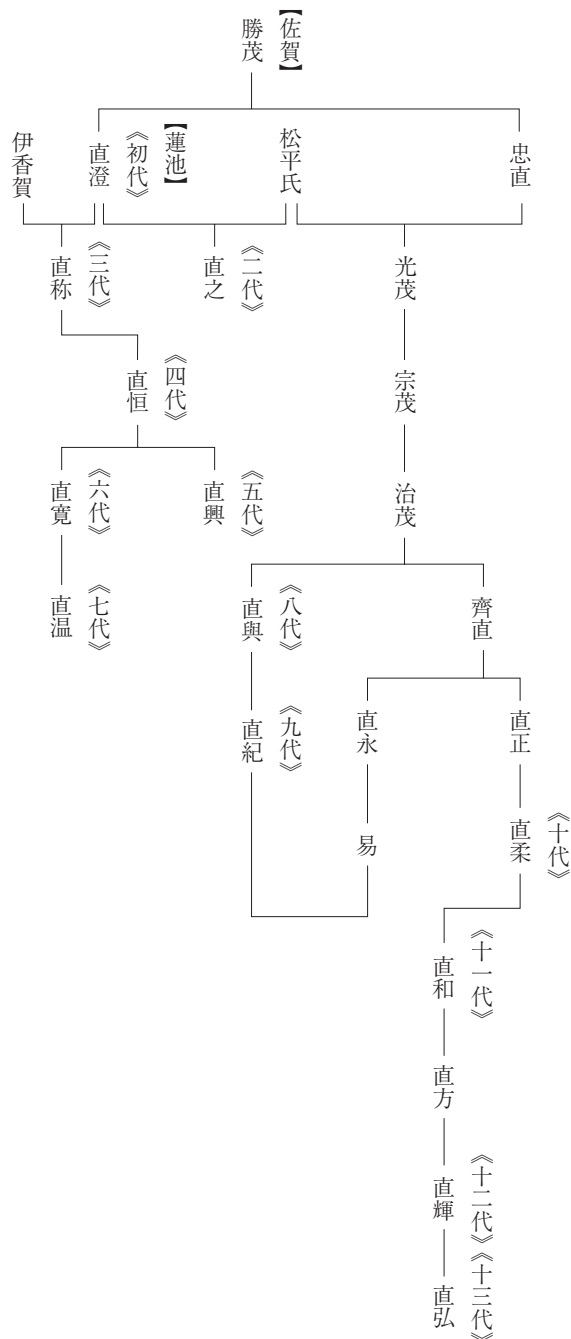 【佐賀】
勝茂
忠直
松平氏
【蓮池】
《初代》
直澄
伊香賀
光茂
《二代》
直之
《三代》
直称
宗茂
《四代》
直恒
治茂
《五代》
直興
《六代》
直寛
《七代》
直温
齊直
《八代》
直與
直正
直永
《九代》
直紀
《十代》
直柔
易
《十一代》
直和
直方
《十二代》
直輝
《十三代》
直弘